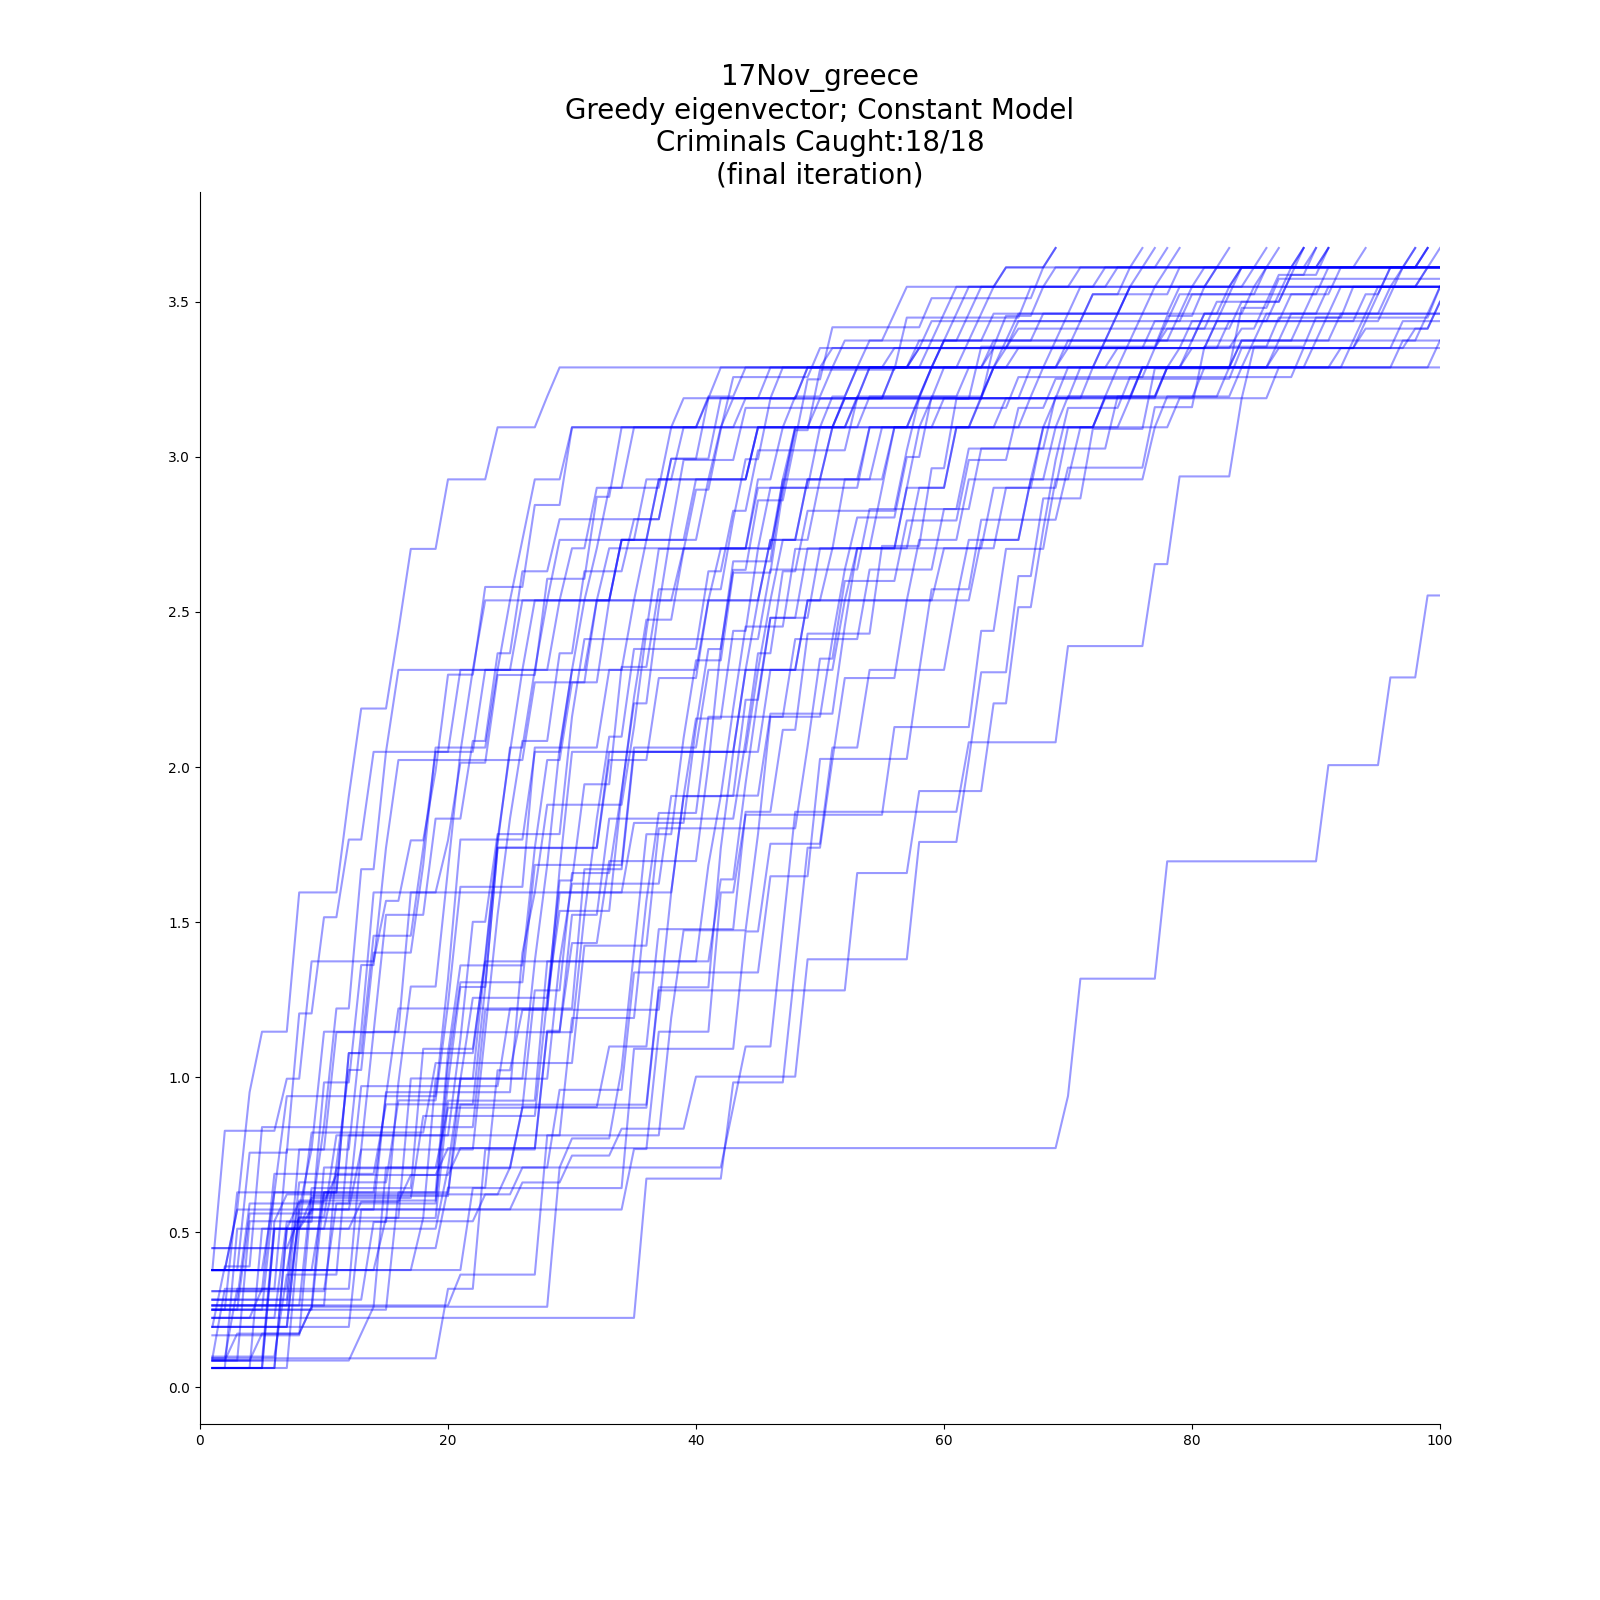 17Nov_greece
Greedy eigenvector; Constant Model
Criminals Caught:18/18
(final iteration)
3.5
3.0
2.5
2.0
1.5
1.0
0.5
0.0
0 20 40 60 80 100